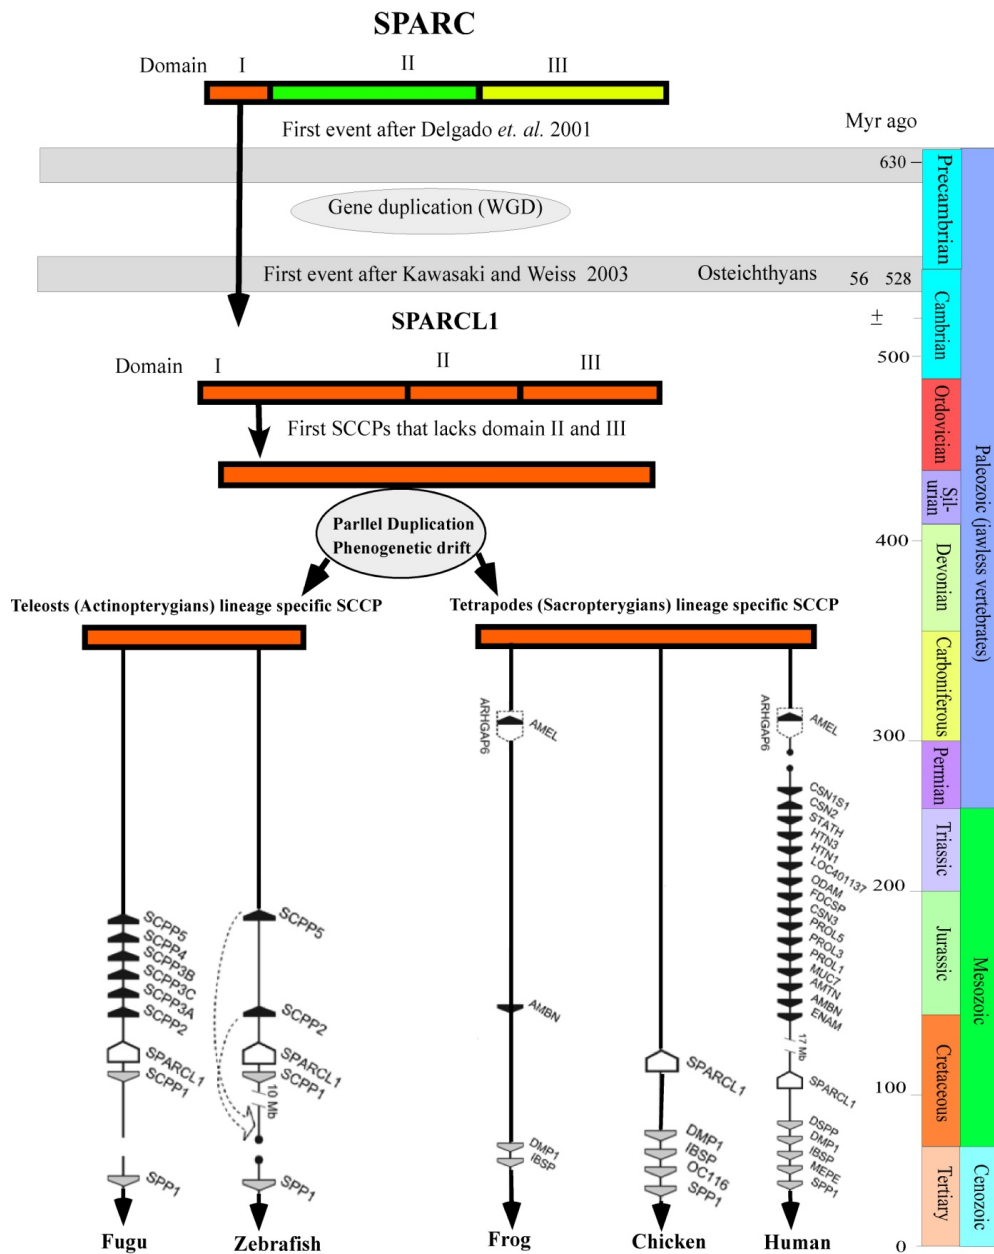 SPARC
Domain I II III
First event after Delgado et. al. 2001
Myr ago
630
Gene duplication (WGD)
First event after Kawasaki and Weiss 2003
Osteichthyans
56 528
±
SPARCL1
500
Domain I II III
First SCCPs that lacks domain II and III
Parllel Duplication
Phenogenetic drift
400
Teleosts (Actinopterygians) lineage specific SCCP
Tetrapodes (Sacropterygians) lineage specific SCCP
SCPP5
SCPP4
SCPP3B
SCPP3C
SCPP3A
SCPP2
SPARCL1
SCPP1
SPP1
Fugu
SCPP5
SCPP2
SPARCL1
SCPP1
10 Mb
SPP1
Zebrafish
ARHGAP6
AMEL
AMBN
DMP1
IBSP
Frog
SPARCL1
DMP1
IBSP
OC116
SPP1
Chicken
ARHGAP6
AMEL
CSN1S1
CSN2
STATH
HTN3
HTN1
LOC401137
ODAM
FDCSP
CSN3
PROL5
PROL3
PROL1
MUC7
AMTN
AMBN
ENAM
17 Mb
SPARCL1
DSPP
DMP1
IBSP
MEPE
SPP1
Human
300
200
100
0
Precambrian
Cambrian
Ordovician
Sil-
urian
Devonian
Carboniferous
Permian
Triassic
Jurassic
Cretaceous
Tertiary
Paleozoic (jawless vertebrates)
Mesozoic
Cenozoic